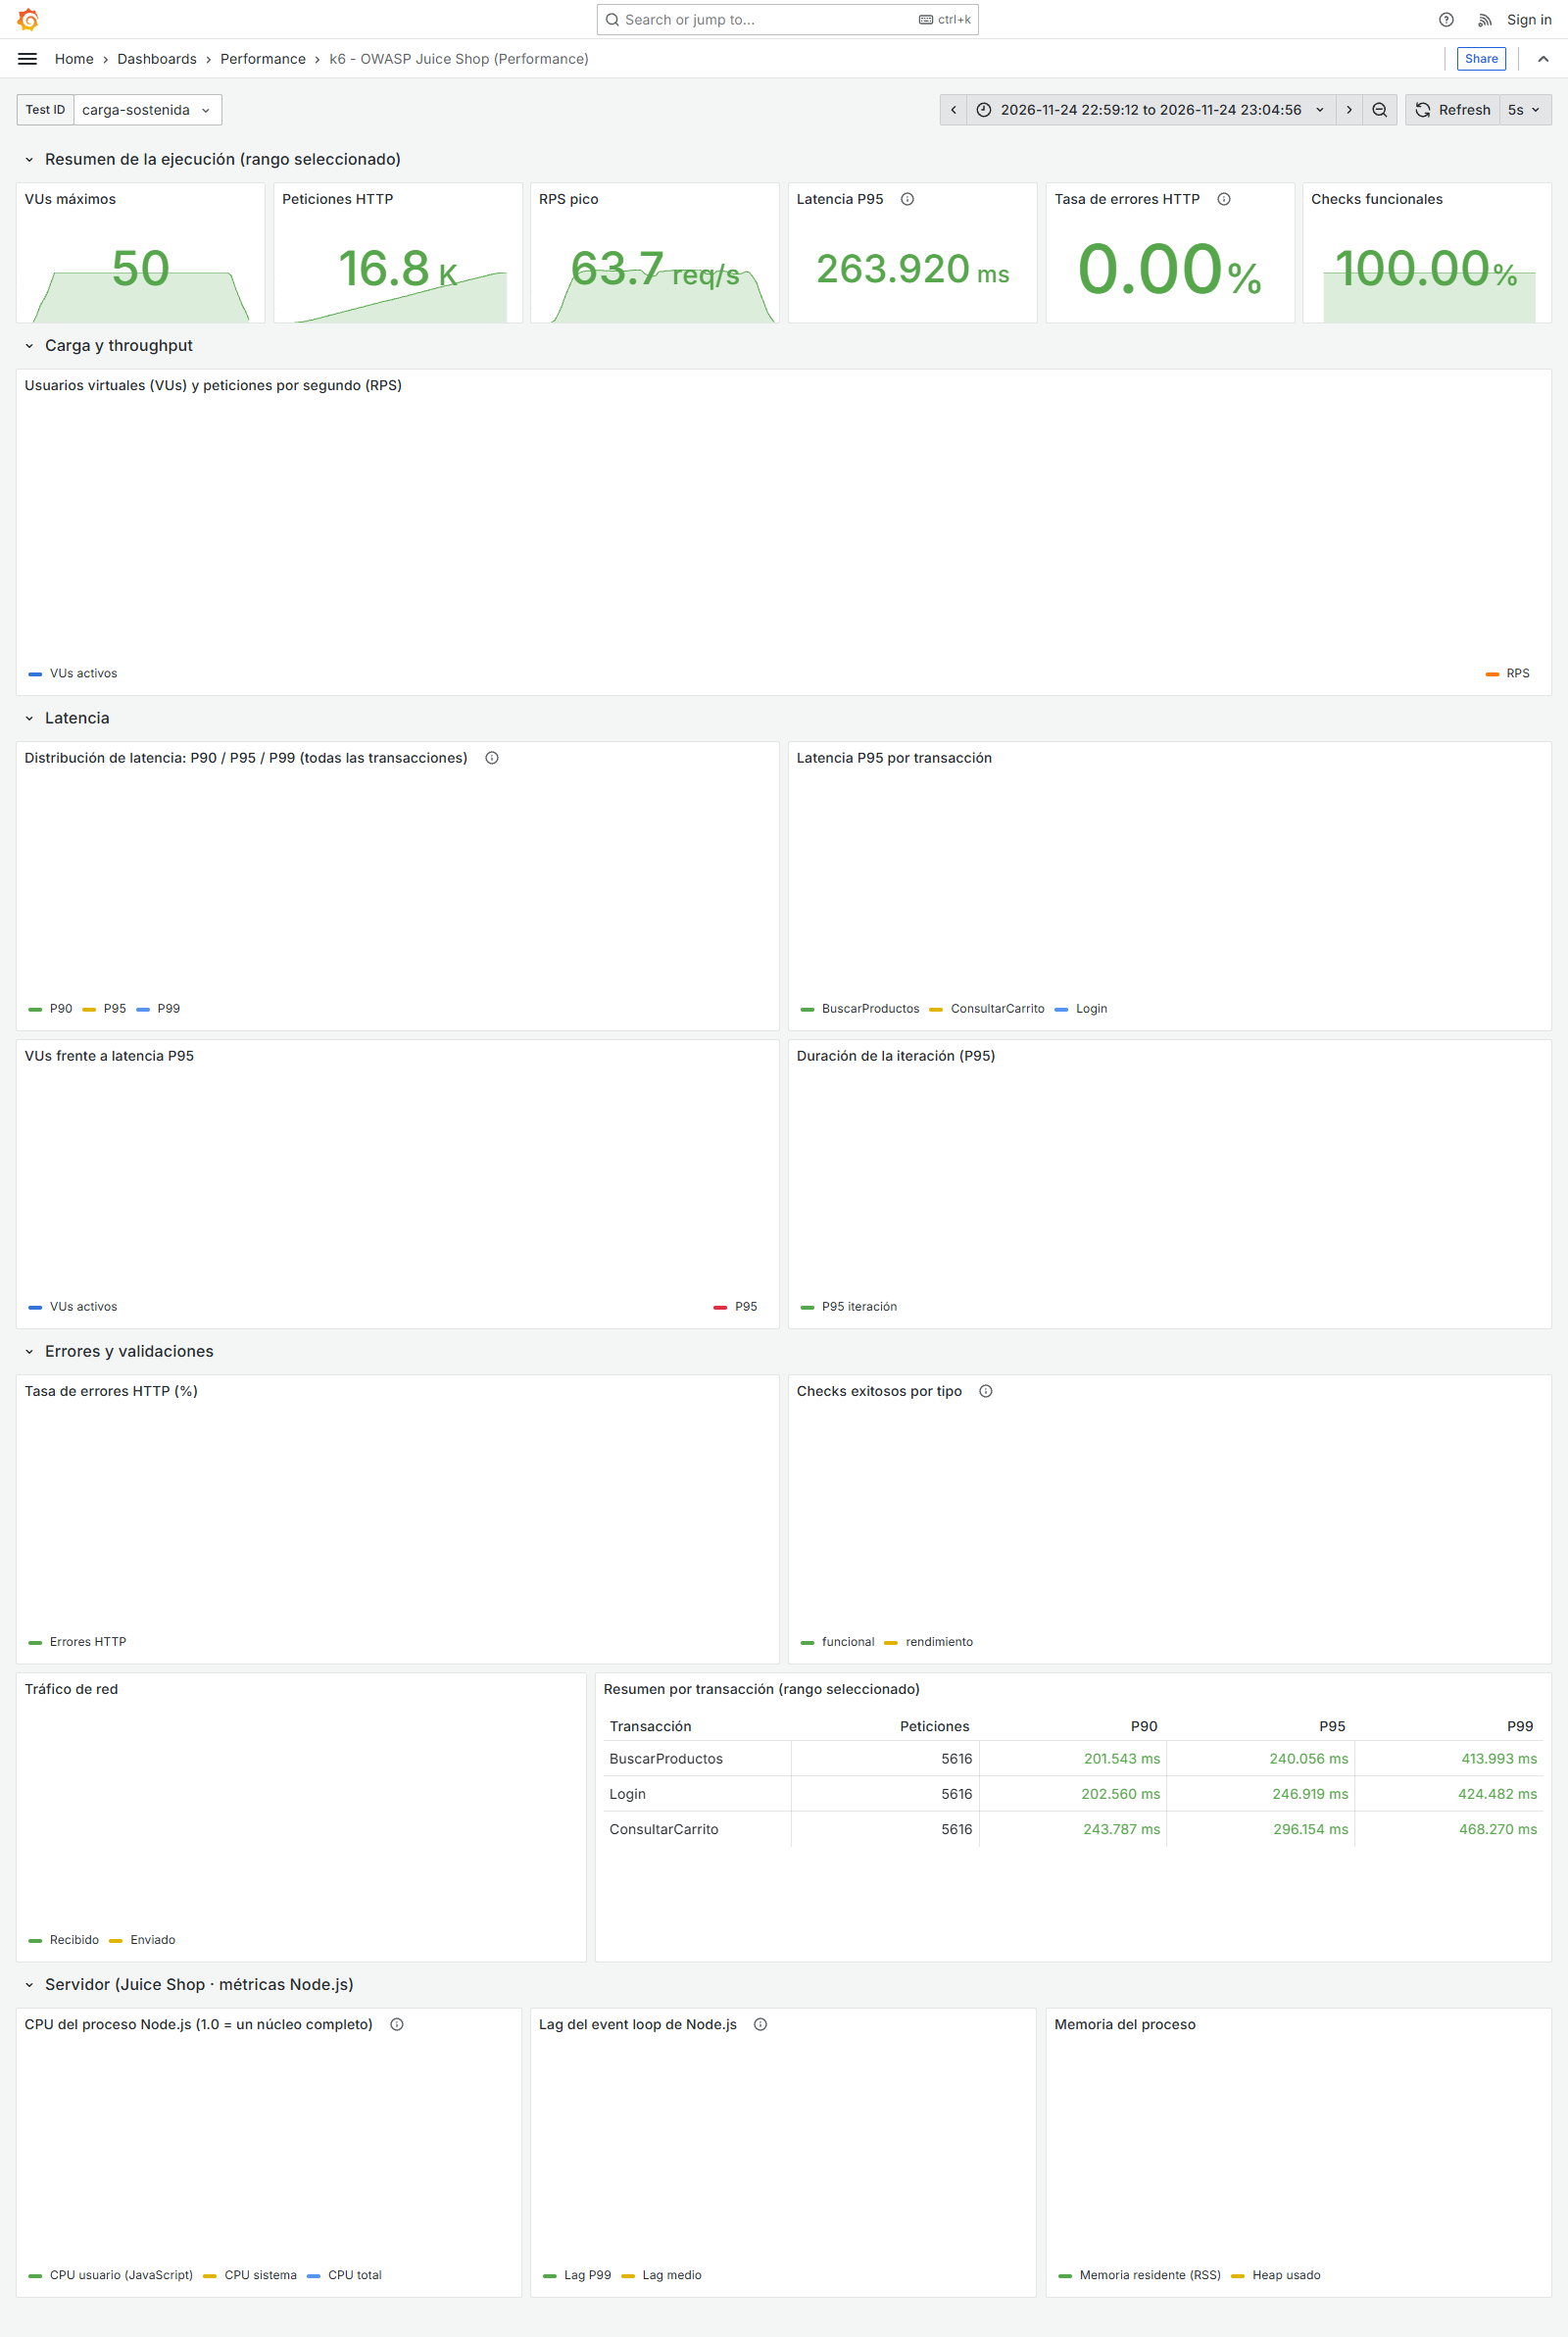 Search or jump to...
ctrl+k
Sign in
Home › Dashboards › Performance › k6 - OWASP Juice Shop (Performance)
Share
Test ID
carga-sostenida
2026-11-24 22:59:12 to 2026-11-24 23:04:56
Refresh
5s
Resumen de la ejecución (rango seleccionado)
VUs máximos
50
Peticiones HTTP
16.8 K
RPS pico
63.7 req/s
Latencia P95
263.920 ms
Tasa de errores HTTP
0.00%
Checks funcionales
100.00%
Carga y throughput
Usuarios virtuales (VUs) y peticiones por segundo (RPS)
VUs activos
RPS
Latencia
Distribución de latencia: P90 / P95 / P99 (todas las transacciones)
P90 P95 P99
Latencia P95 por transacción
BuscarProductos ConsultarCarrito Login
VUs frente a latencia P95
VUs activos
P95
Duración de la iteración (P95)
P95 iteración
Errores y validaciones
Tasa de errores HTTP (%)
Errores HTTP
Checks exitosos por tipo
funcional rendimiento
Tráfico de red
Recibido Enviado
Resumen por transacción (rango seleccionado)
Transacción Peticiones P90 P95 P99
BuscarProductos 5616 201.543 ms 240.056 ms 413.993 ms
Login 5616 202.560 ms 246.919 ms 424.482 ms
ConsultarCarrito 5616 243.787 ms 296.154 ms 468.270 ms
Servidor (Juice Shop · métricas Node.js)
CPU del proceso Node.js (1.0 = un núcleo completo)
CPU usuario (JavaScript) CPU sistema CPU total
Lag del event loop de Node.js
Lag P99 Lag medio
Memoria del proceso
Memoria residente (RSS) Heap usado